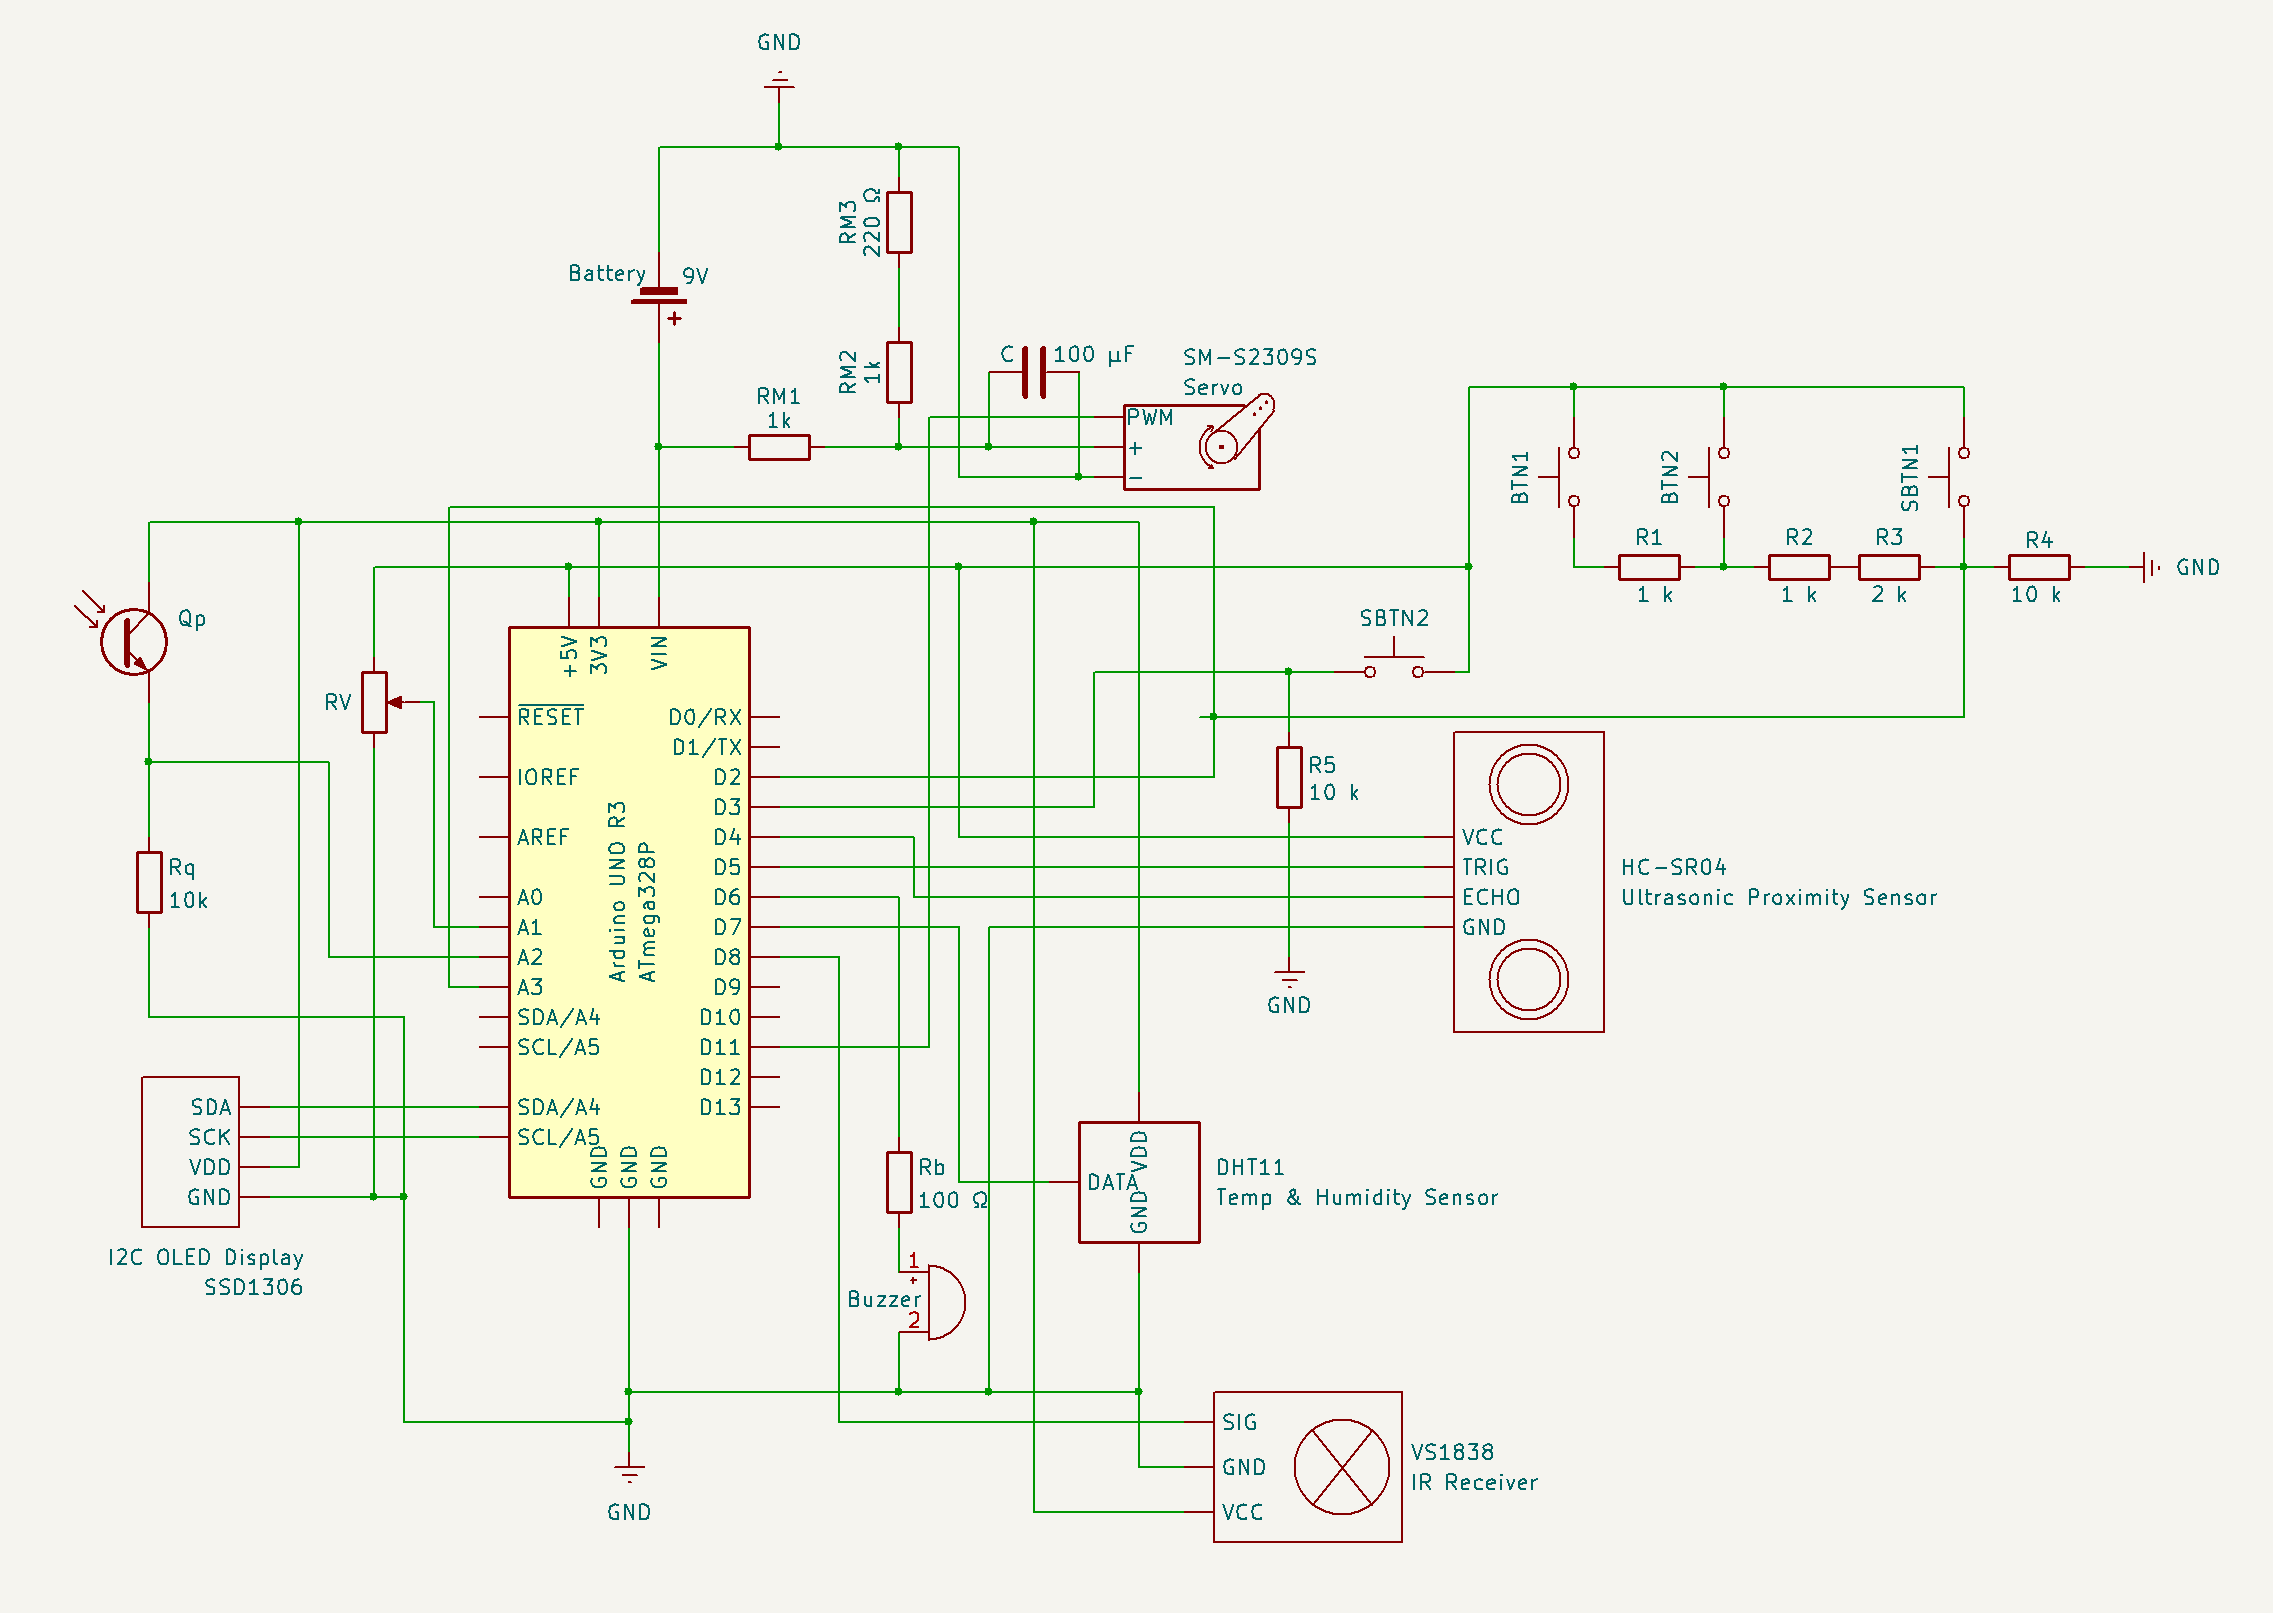 GND
RM3
220 Ω
Battery
9V
+
RM2
1k
C
100 µF
SM-S2309S
Servo
RM1
1k
PWM
+
−
BTN1
BTN2
SBTN1
R1
1 k
R2
1 k
R3
2 k
R4
10 k
GND
SBTN2
Qp
RV
+5V
3V3
VIN
RESET
IOREF
AREF
A0
A1
A2
A3
SDA/A4
SCL/A5
SDA/A4
SCL/A5
Arduino UNO R3
ATmega328P
D0/RX
D1/TX
D2
D3
D4
D5
D6
D7
D8
D9
D10
D11
D12
D13
GND
GND
GND
R5
10 k
GND
VCC
TRIG
ECHO
GND
HC-SR04
Ultrasonic Proximity Sensor
Rq
10k
SDA
SCK
VDD
GND
I2C OLED Display
SSD1306
Rb
100 Ω
1
+
Buzzer
2
VDD
DATA
GND
DHT11
Temp & Humidity Sensor
SIG
GND
VCC
VS1838
IR Receiver
GND